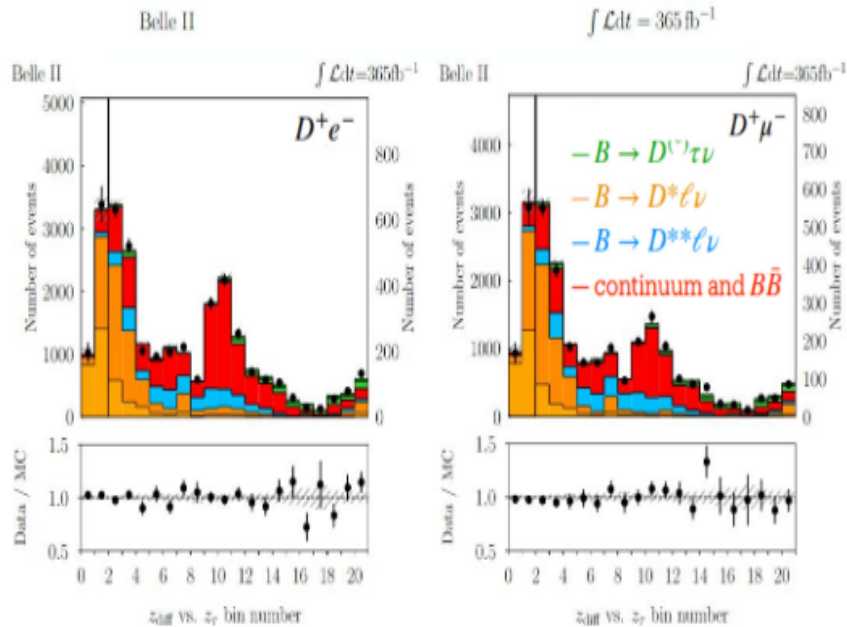 Belle II
∫ ℒdt = 365 fb⁻¹
Belle II ∫ ℒdt=365fb⁻¹
D⁺e⁻
Number of events
5000
4000
3000
2000
1000
0
800
600
400
200
0
Number of events
Data / MC
1.5
1.0
0.5
0 2 4 6 8 10 12 14 16 18 20
z_diff vs. z_τ bin number
Belle II ∫ ℒdt=365fb⁻¹
D⁺μ⁻
– B → D⁽*⁾τν
– B → D*ℓν
– B → D**ℓν
– continuum and BB̄
Number of events
4000
3000
2000
1000
0
800
700
600
500
400
300
200
100
0
Number of events
Data / MC
1.5
1.0
0.5
0 2 4 6 8 10 12 14 16 18 20
z_diff vs. z_τ bin number